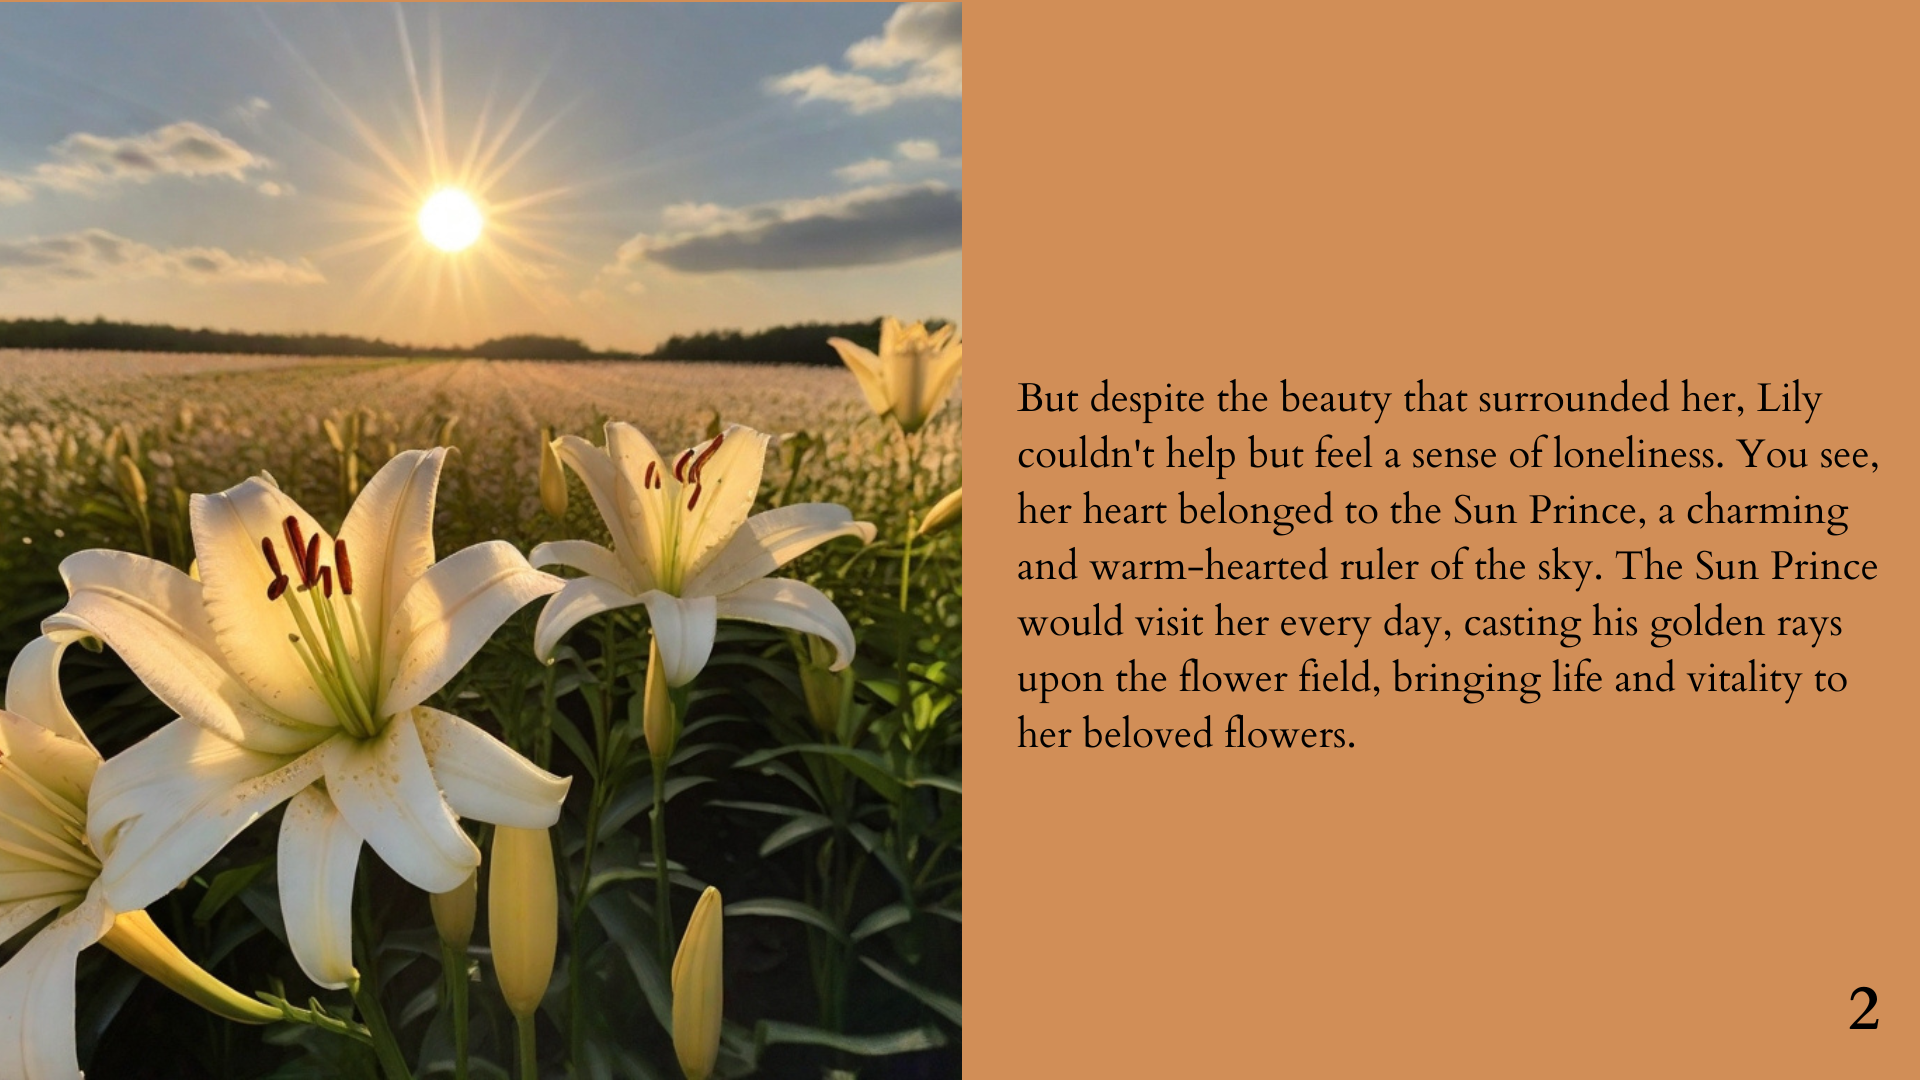 But despite the beauty that surrounded her, Lily
couldn't help but feel a sense of loneliness. You see,
her heart belonged to the Sun Prince, a charming
and warm-hearted ruler of the sky. The Sun Prince
would visit her every day, casting his golden rays
upon the flower field, bringing life and vitality to
her beloved flowers.
2